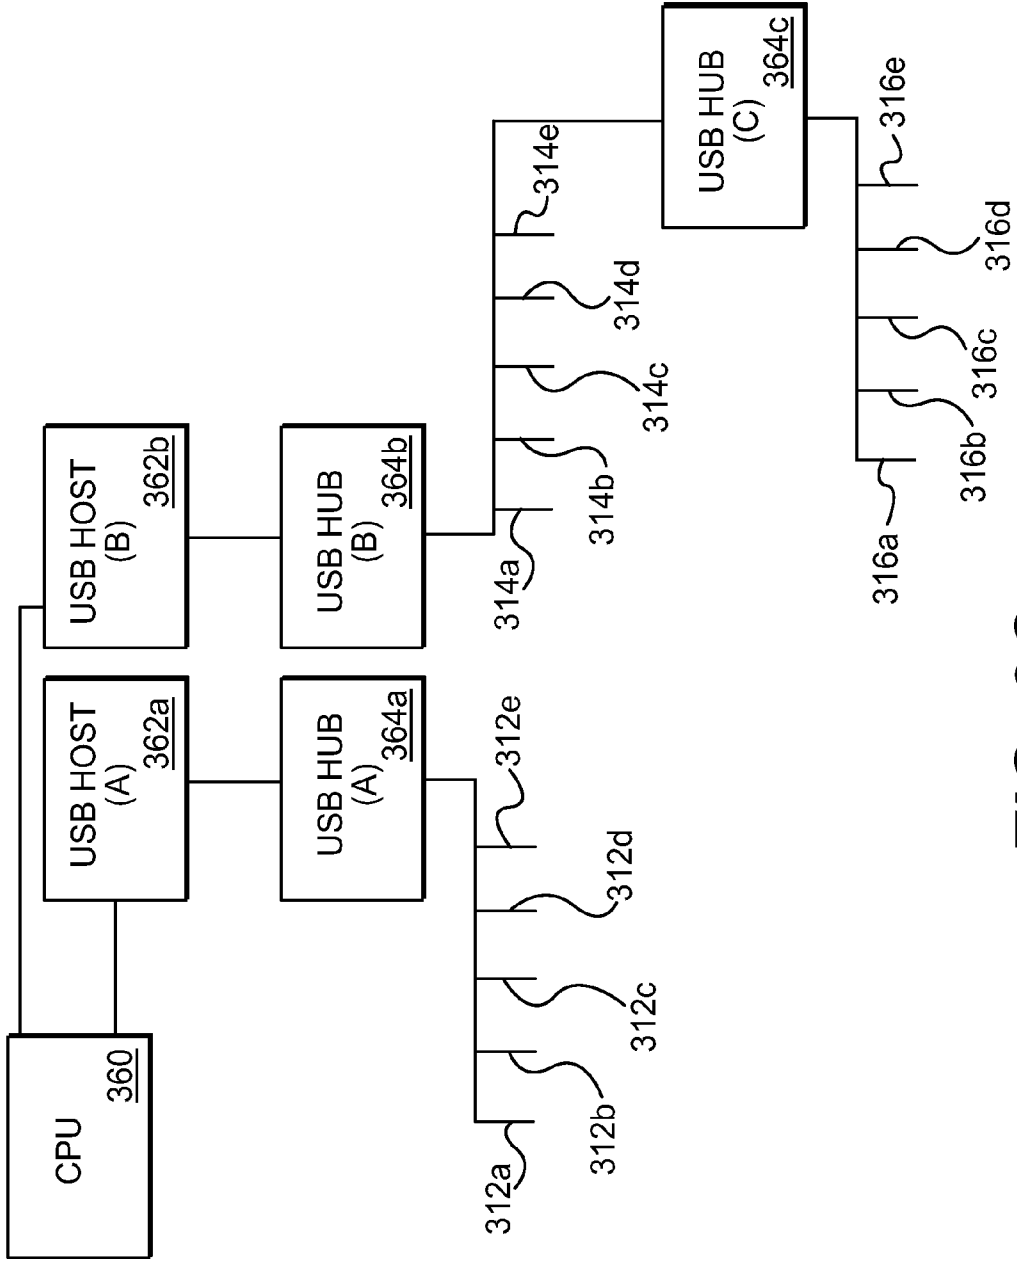 CPU
360
USB HOST
(A)
362a
USB HOST
(B)
362b
USB HUB
(A)
364a
USB HUB
(B)
364b
USB HUB
(C)
364c
312a
312b
312c
312d
312e
314a
314b
314c
314d
314e
316a
316b
316c
316d
316e